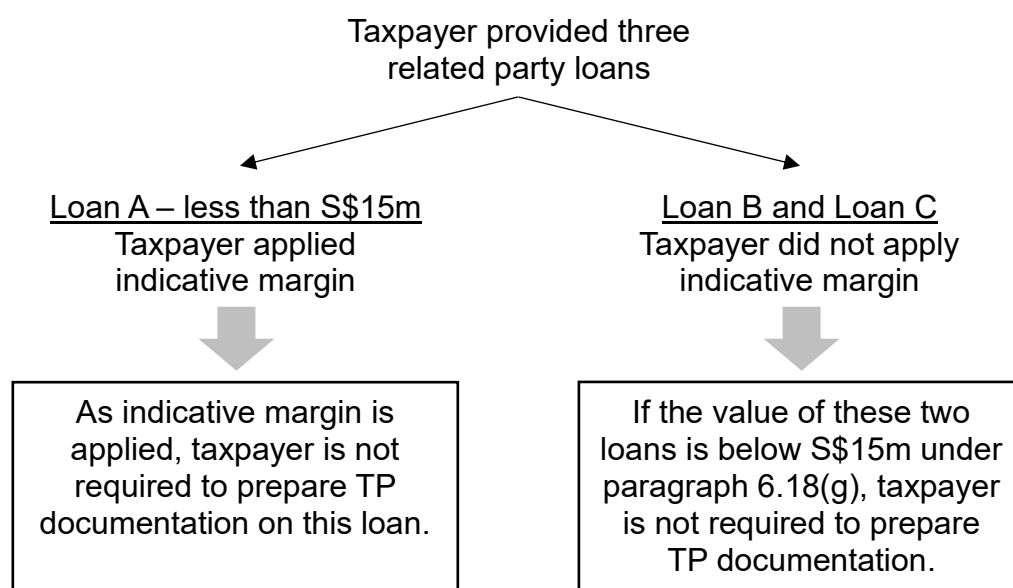 Taxpayer provided three
related party loans
Loan A – less than S$15m
Taxpayer applied
indicative margin
Loan B and Loan C
Taxpayer did not apply
indicative margin
As indicative margin is
applied, taxpayer is not
required to prepare TP
documentation on this loan.
If the value of these two
loans is below S$15m under
paragraph 6.18(g), taxpayer
is not required to prepare
TP documentation.